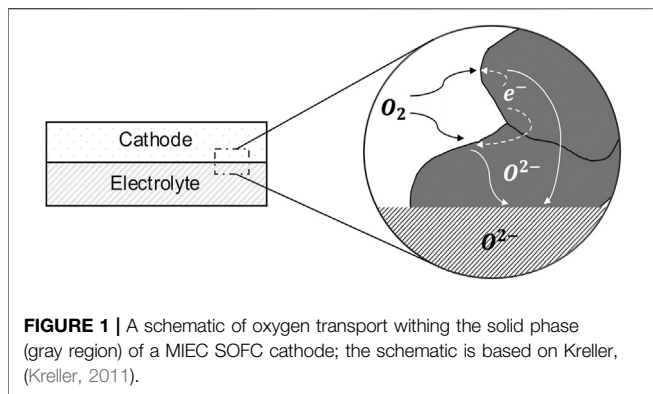 Cathode
Electrolyte
O₂
e⁻
O²⁻
O²⁻
FIGURE 1 | A schematic of oxygen transport withing the solid phase
(gray region) of a MIEC SOFC cathode; the schematic is based on Kreller,
(Kreller, 2011).